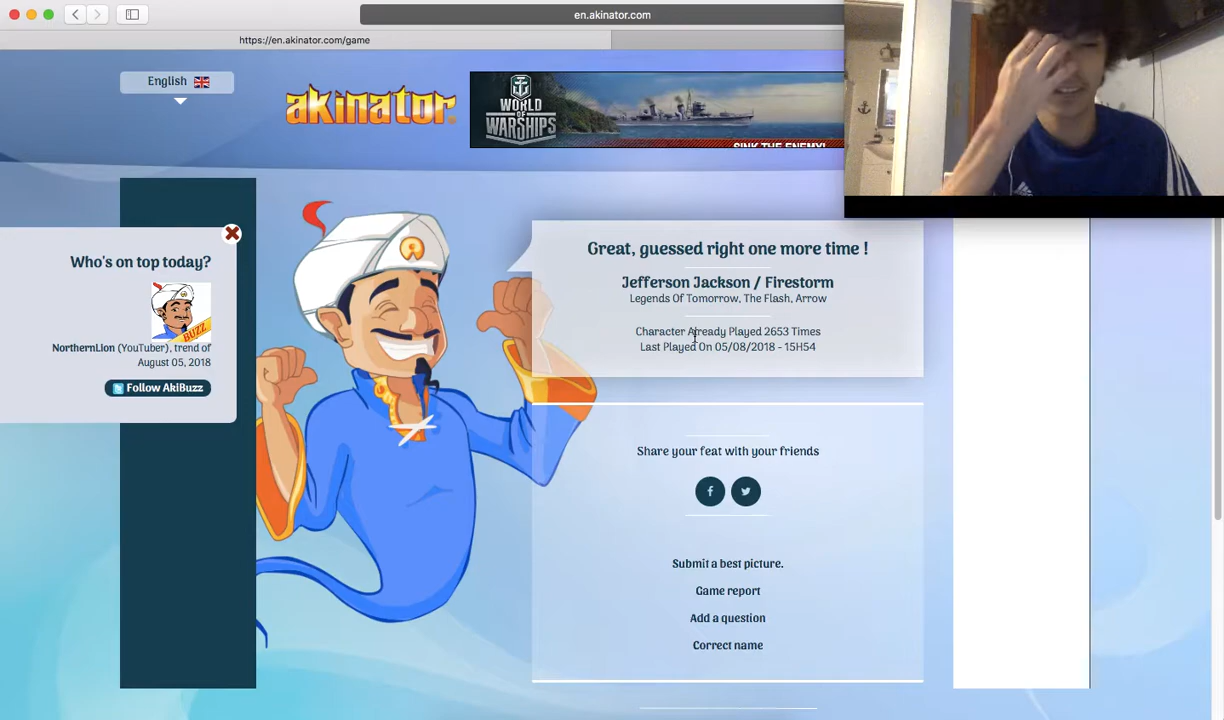 en.akinator.com
https://en.akinator.com/game
English
akinator
WORLD
OF
WARSHIPS
SINK THE ENEMY!
Who's on top today?
BUZZ
NorthernLion (YouTuber), trend of
August 05, 2018
Follow AkiBuzz
Great, guessed right one more time !
Jefferson Jackson / Firestorm
Legends Of Tomorrow, The Flash, Arrow
Character Already Played 2653 Times
Last Played On 05/08/2018 - 15H54
Share your feat with your friends
Submit a best picture.
Game report
Add a question
Correct name